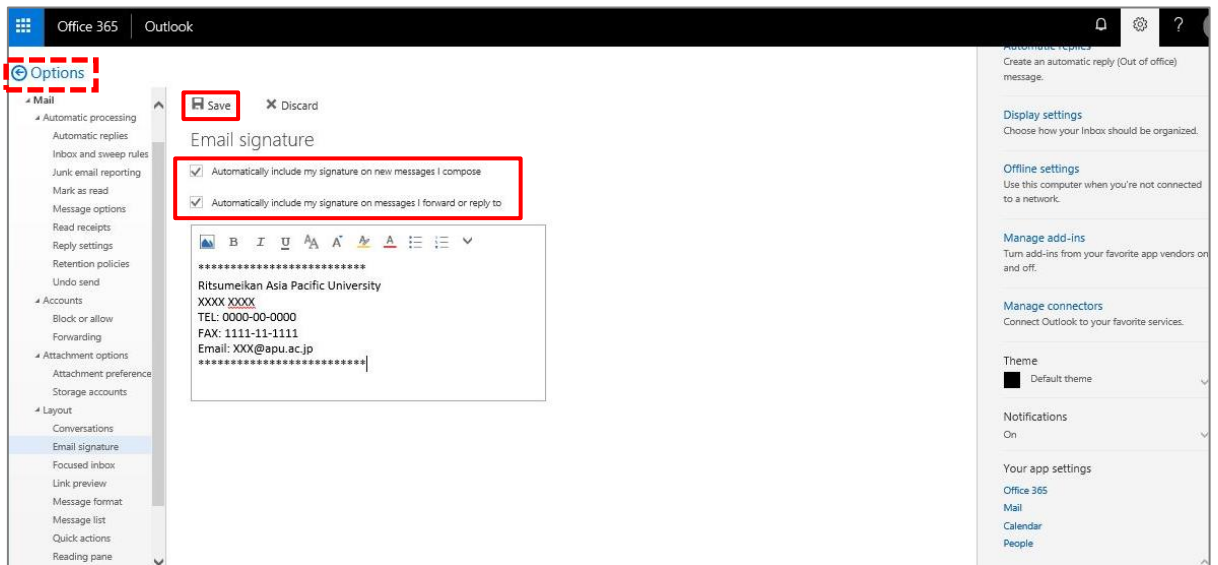 Office 365 Outlook ?
Options
Mail
Automatic processing
Automatic replies
Inbox and sweep rules
Junk email reporting
Mark as read
Message options
Read receipts
Reply settings
Retention policies
Undo send
Accounts
Block or allow
Forwarding
Attachment options
Attachment preference
Storage accounts
Layout
Conversations
Email signature
Focused inbox
Link preview
Message format
Message list
Quick actions
Reading pane
Save Discard
Email signature
Automatically include my signature on new messages I compose
Automatically include my signature on messages I forward or reply to
B I U AA A A
**************************
Ritsumeikan Asia Pacific University
XXXX XXXX
TEL: 0000-00-0000
FAX: 1111-11-1111
Email: XXX@apu.ac.jp
**************************
Automatic replies
Create an automatic reply (Out of office)
message.
Display settings
Choose how your Inbox should be organized.
Offline settings
Use this computer when you're not connected
to a network.
Manage add-ins
Turn add-ins from your favorite app vendors on
and off.
Manage connectors
Connect Outlook to your favorite services.
Theme
Default theme
Notifications
On
Your app settings
Office 365
Mail
Calendar
People